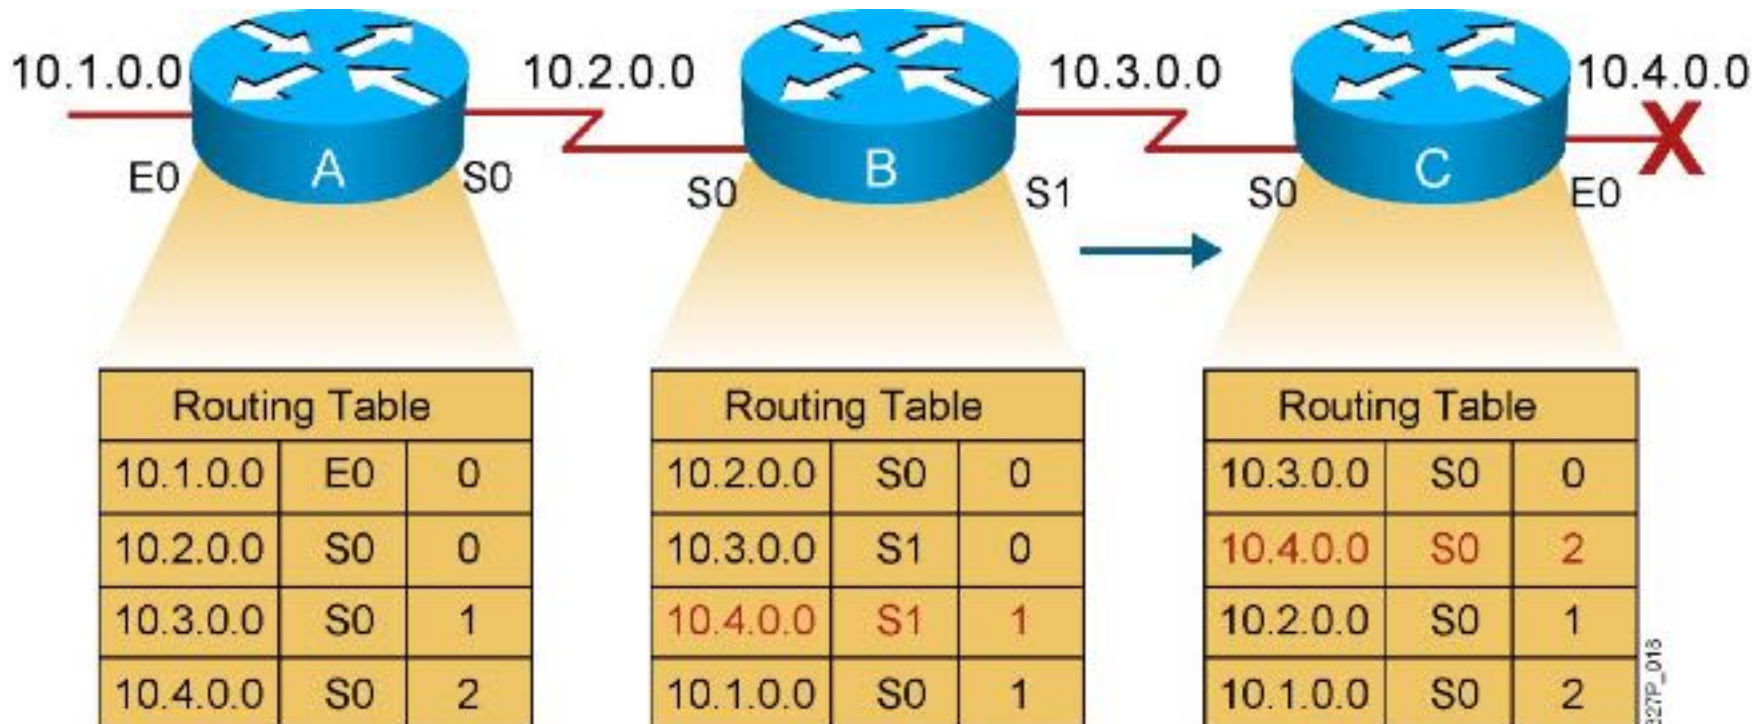 10.1.0.0 10.2.0.0 10.3.0.0 10.4.0.0
X
A B C
E0 S0 S0 S1 S0 E0
Routing Table
10.1.0.0 E0 0
10.2.0.0 S0 0
10.3.0.0 S0 1
10.4.0.0 S0 2
Routing Table
10.2.0.0 S0 0
10.3.0.0 S1 0
10.4.0.0 S1 1
10.1.0.0 S0 1
Routing Table
10.3.0.0 S0 0
10.4.0.0 S0 2
10.2.0.0 S0 1
10.1.0.0 S0 2